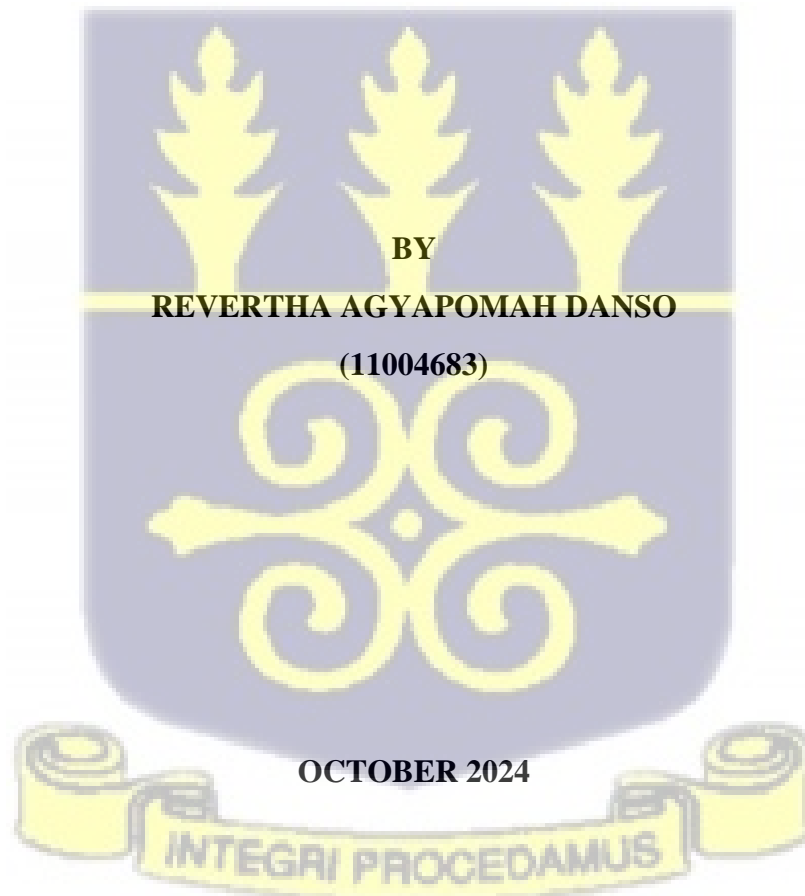 BY
REVERTHA AGYAPOMAH DANSO
(11004683)
OCTOBER 2024
INTEGRI PROCEDAMUS